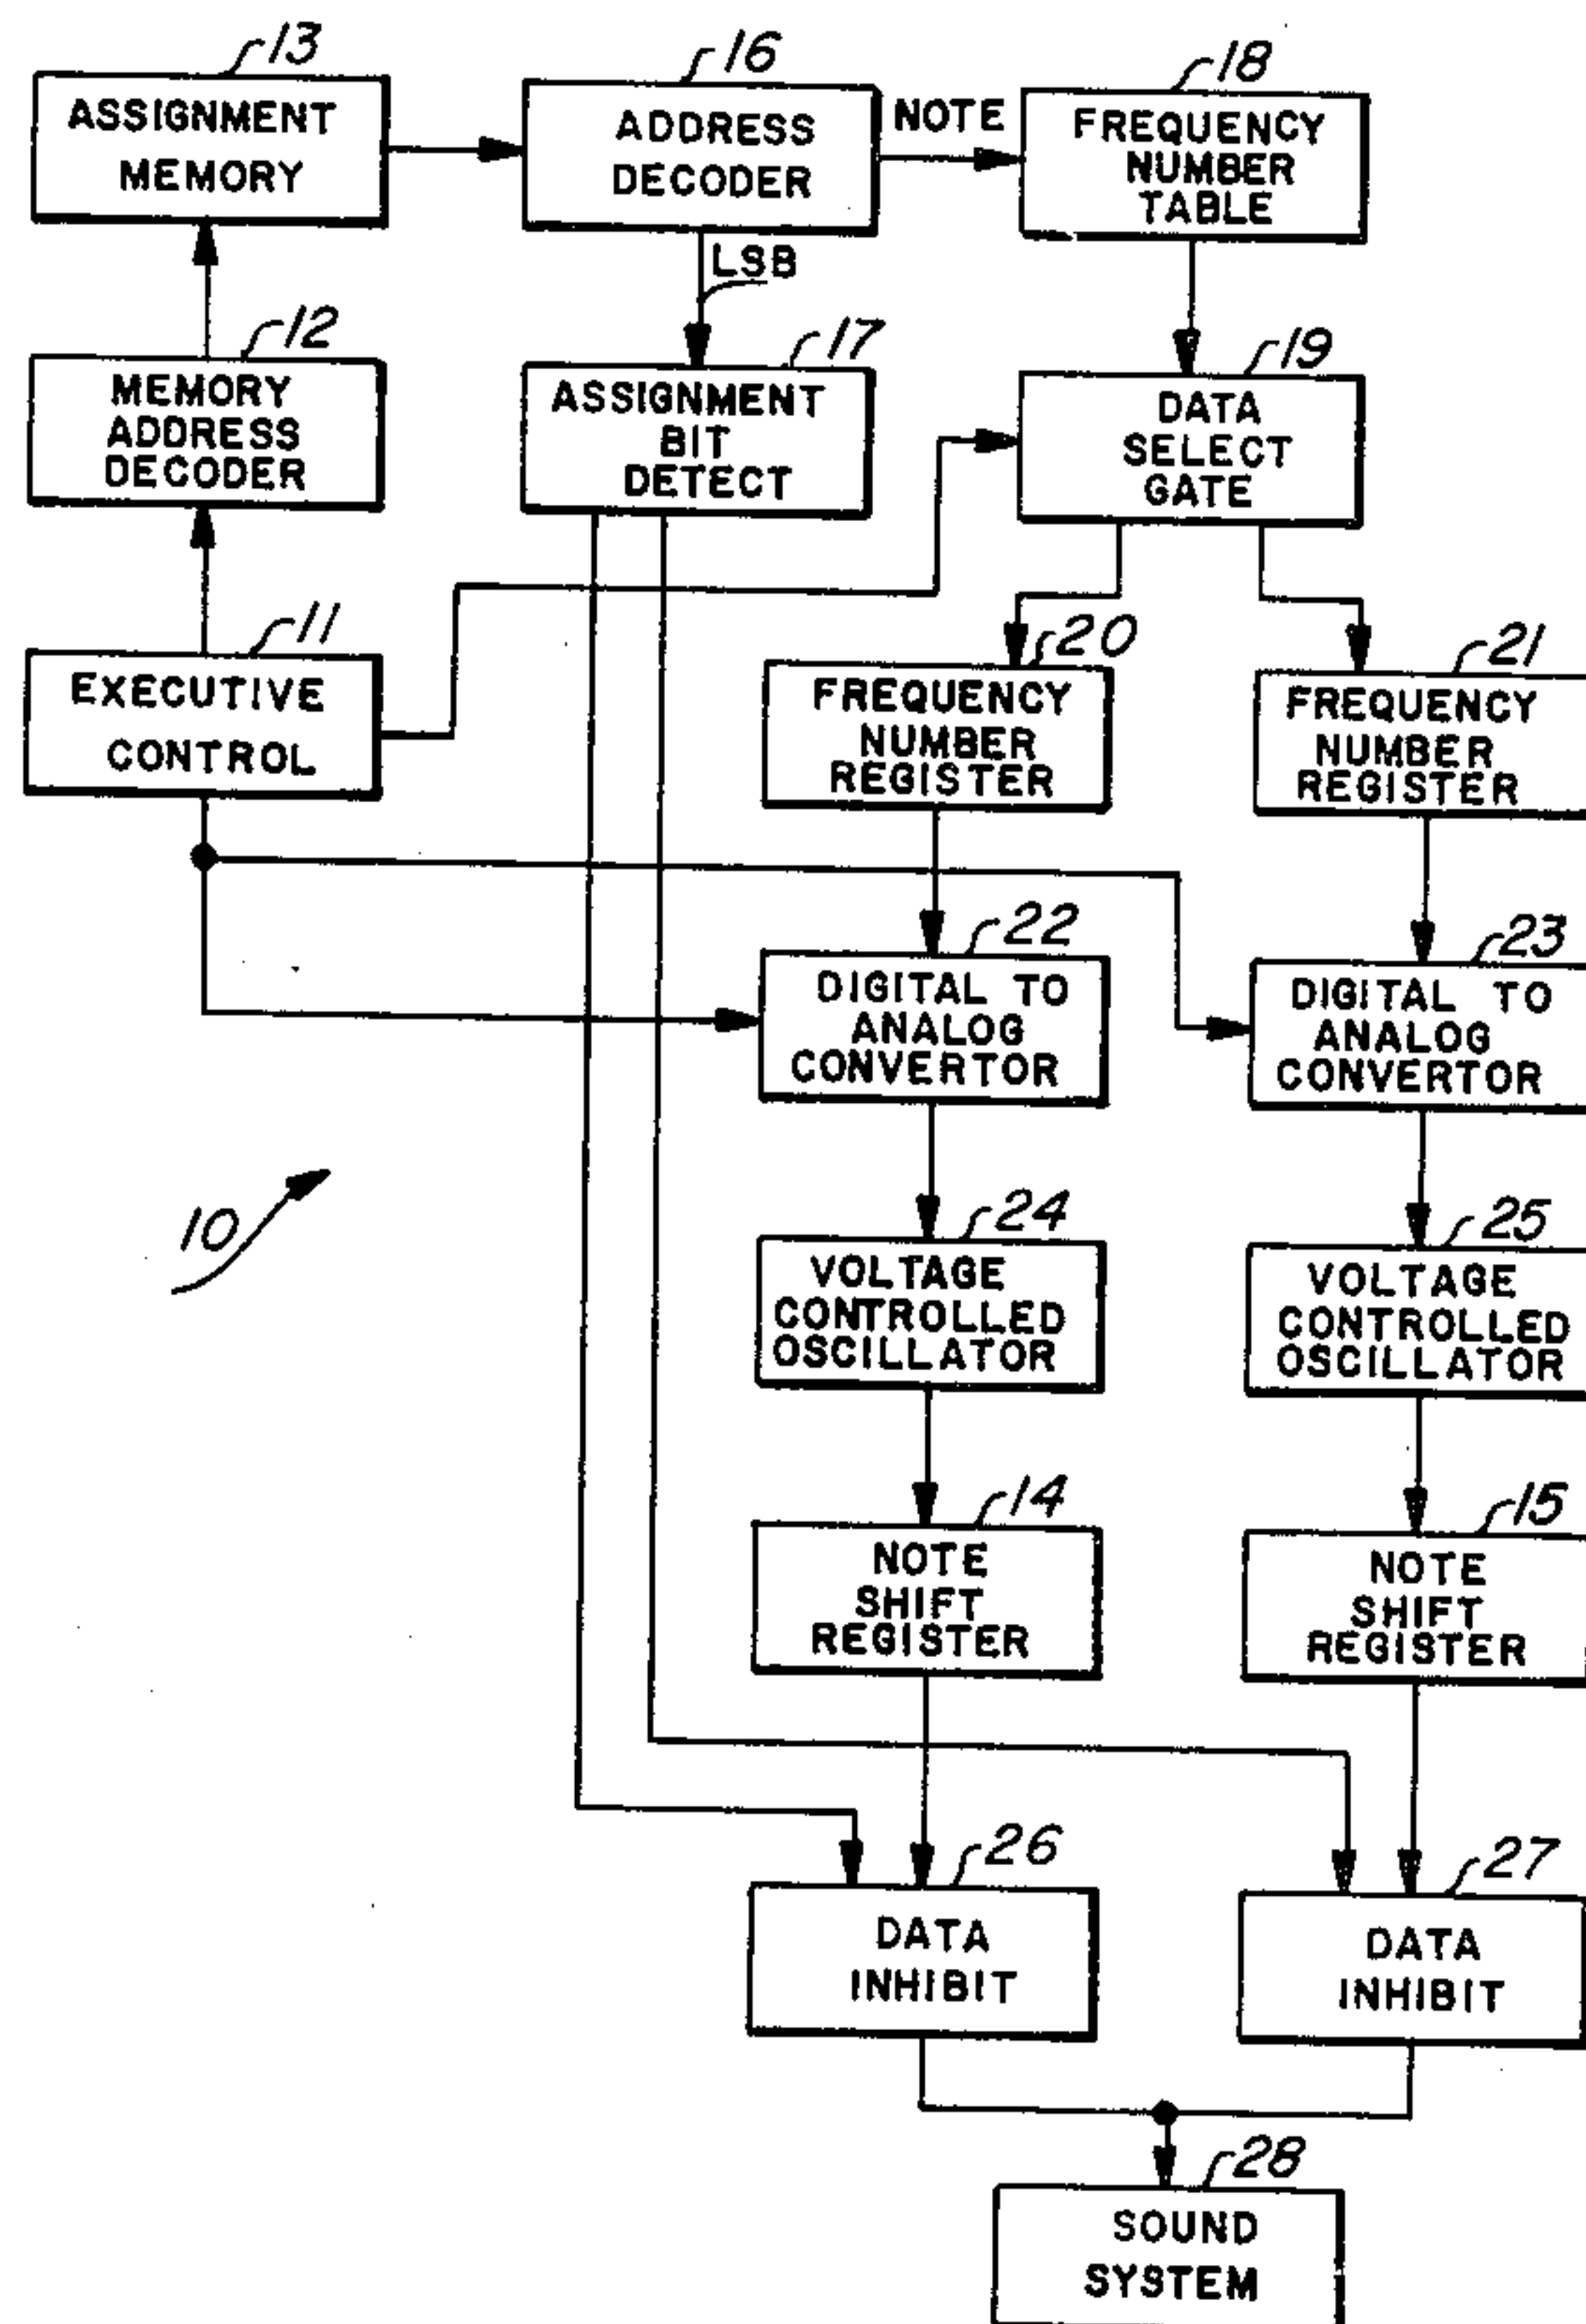 13
ASSIGNMENT
MEMORY
16
ADDRESS
DECODER
NOTE
18
FREQUENCY
NUMBER
TABLE
LSB
12
MEMORY
ADDRESS
DECODER
17
ASSIGNMENT
BIT
DETECT
19
DATA
SELECT
GATE
11
EXECUTIVE
CONTROL
20
FREQUENCY
NUMBER
REGISTER
21
FREQUENCY
NUMBER
REGISTER
22
DIGITAL TO
ANALOG
CONVERTOR
23
DIGITAL TO
ANALOG
CONVERTOR
10
24
VOLTAGE
CONTROLLED
OSCILLATOR
25
VOLTAGE
CONTROLLED
OSCILLATOR
14
NOTE
SHIFT
REGISTER
15
NOTE
SHIFT
REGISTER
26
DATA
INHIBIT
27
DATA
INHIBIT
28
SOUND
SYSTEM